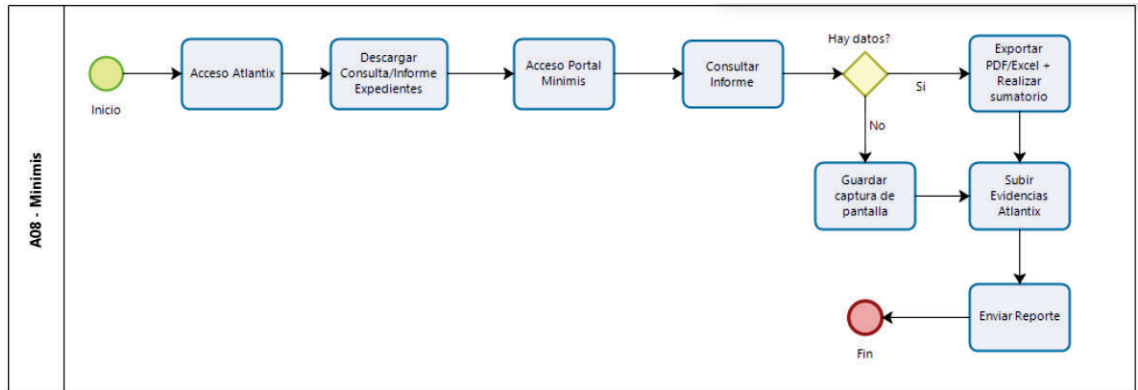 A08 - Minimis
Inicio
Acceso Atlantix
Descargar
Consulta/Informe
Expedientes
Acceso Portal
Minimis
Consultar
Informe
Hay datos?
Si
No
Exportar
PDF/Excel +
Realizar
sumatorio
Guardar
captura de
pantalla
Subir
Evidencias
Atlantix
Enviar Reporte
Fin